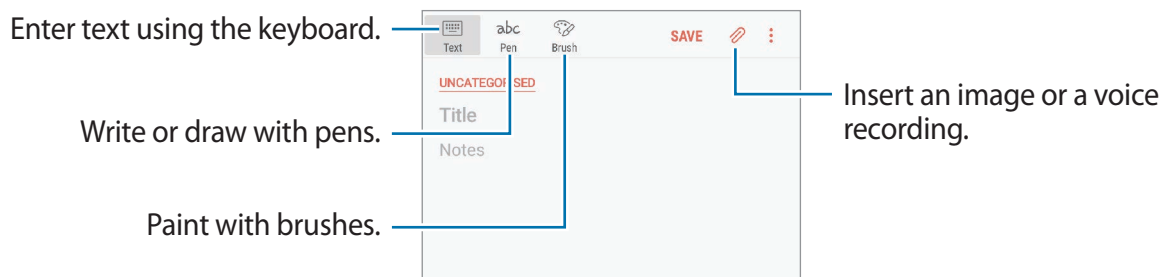 Enter text using the keyboard.
Text Pen Brush SAVE
abc
UNCATEGORISED
Title
Notes
Write or draw with pens.
Paint with brushes.
Insert an image or a voice
recording.